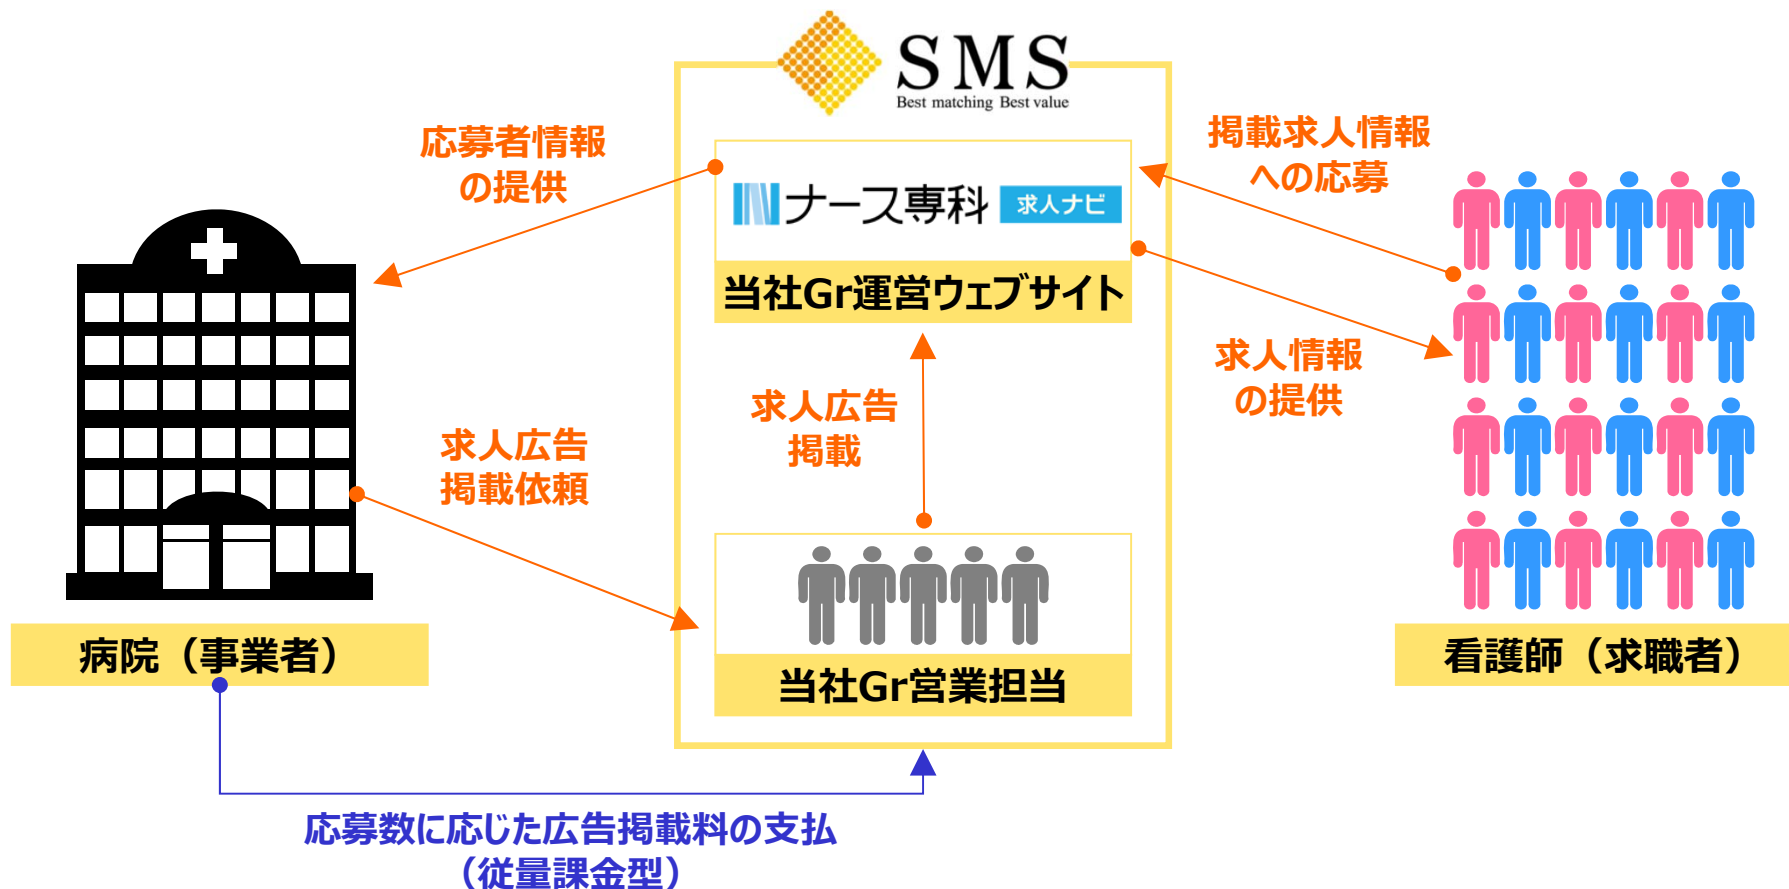 SMS
Best matching Best value
応募者情報
の提供
掲載求人情報
への応募
ナース専科 求人ナビ
当社Gr運営ウェブサイト
求人情報
の提供
求人広告
掲載
求人広告
掲載依頼
病院（事業者）
当社Gr営業担当
看護師（求職者）
応募数に応じた広告掲載料の支払
（従量課金型）